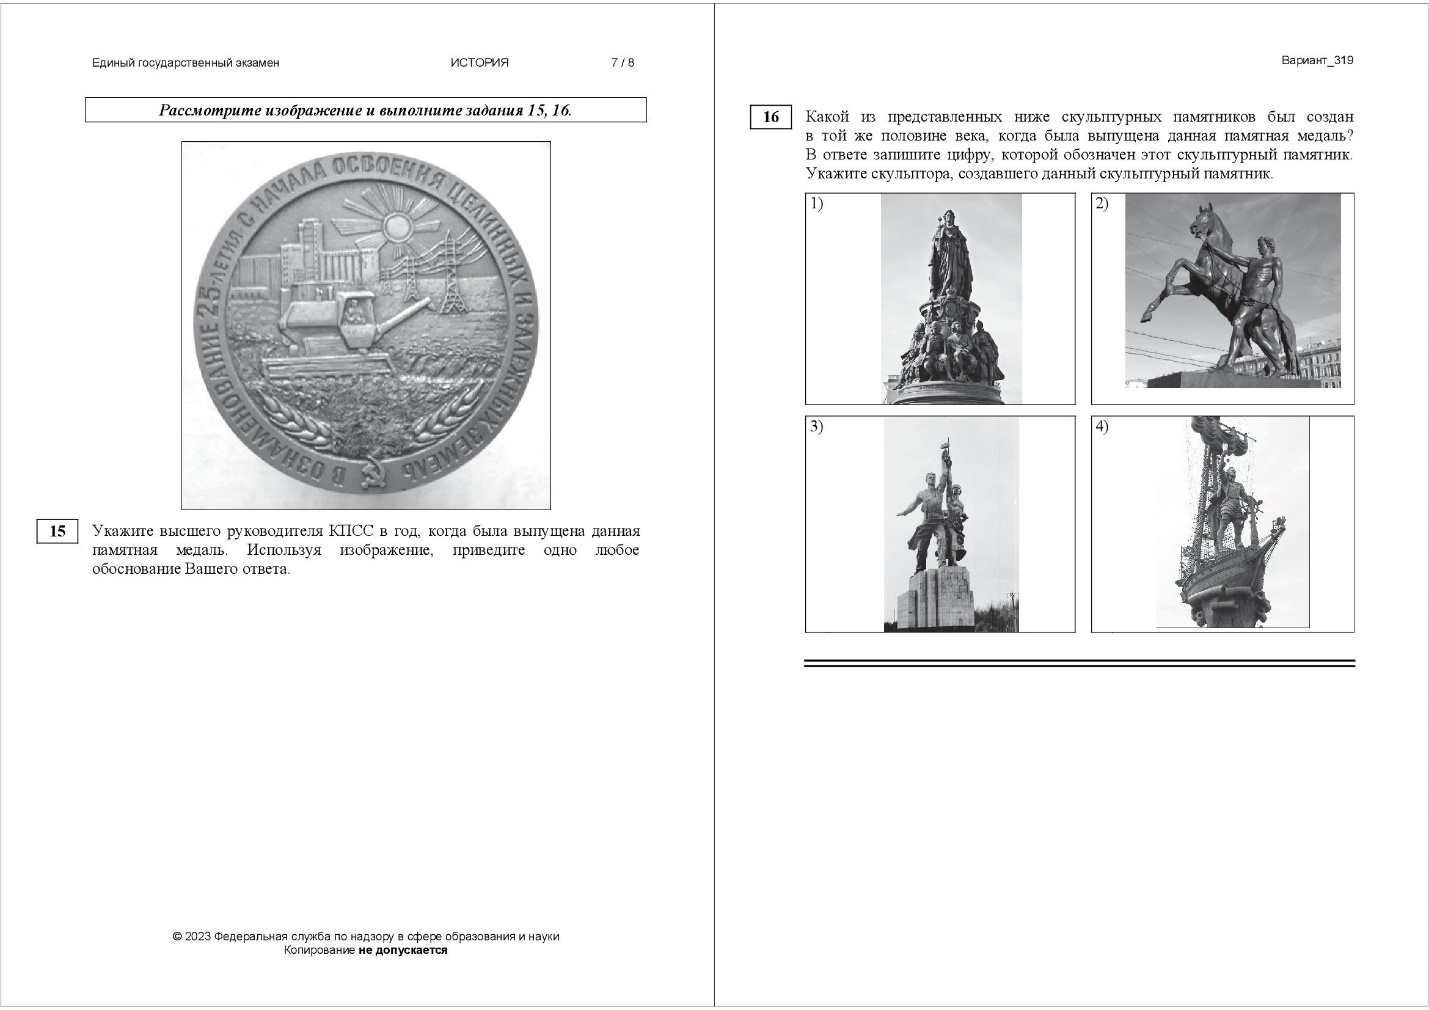 Единый государственный экзамен ИСТОРИЯ 7 / 8
Рассмотрите изображение и выполните задания 15, 16.
В ОЗНАМЕНОВАНИЕ 25-ЛЕТИЯ С НАЧАЛА ОСВОЕНИЯ ЦЕЛИННЫХ И ЗАЛЕЖНЫХ ЗЕМЕЛЬ
15 Укажите высшего руководителя КПСС в год, когда была выпущена данная
памятная медаль. Используя изображение, приведите одно любое
обоснование Вашего ответа.
© 2023 Федеральная служба по надзору в сфере образования и науки
Копирование не допускается
Вариант_319
16 Какой из представленных ниже скульптурных памятников был создан
в той же половине века, когда была выпущена данная памятная медаль?
В ответе запишите цифру, которой обозначен этот скульптурный памятник.
Укажите скульптора, создавшего данный скульптурный памятник.
1)
2)
3)
4)